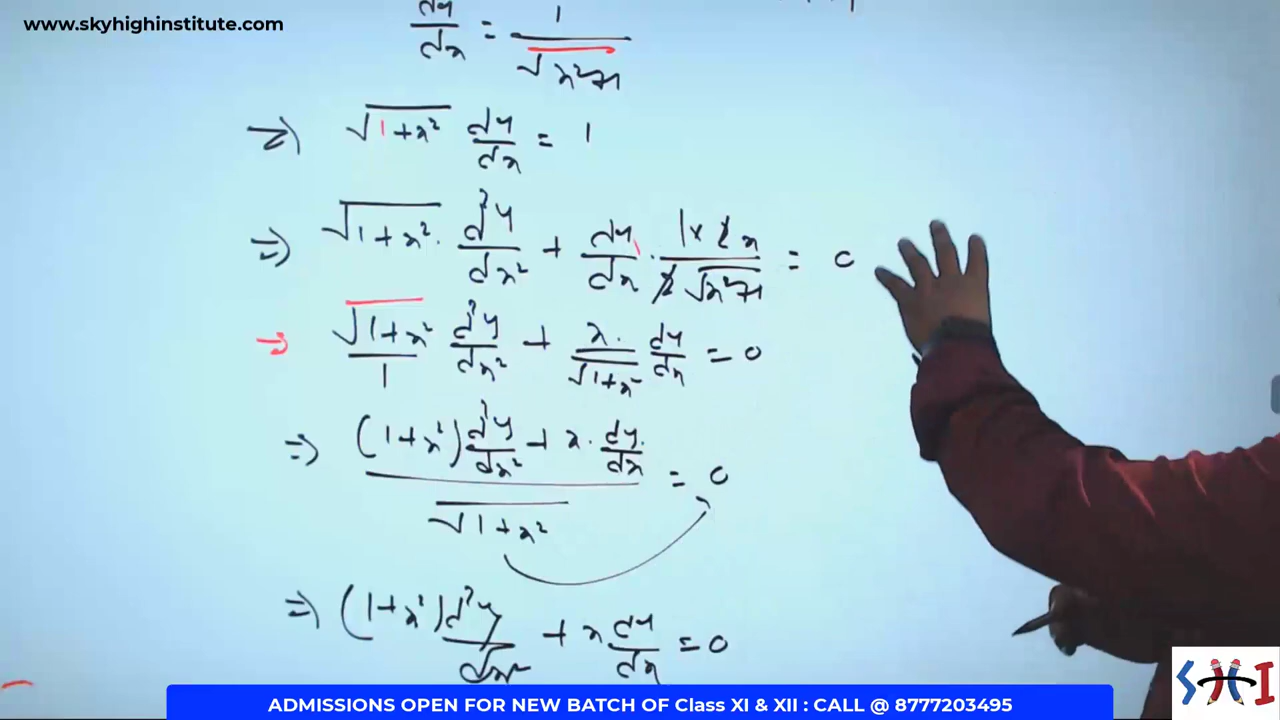 www.skyhighinstitute.com
dy/dx = 1/√(x²+1)
⇒ √(1+x²) dy/dx = 1
⇒ √(1+x²) · d²y/dx² + dy/dx · 1×2x/2√(x²+1) = 0
→ √(1+x²)/1 d²y/dx² + x·/√(1+x²) dy/dx = 0
⇒ ((1+x²) d²y/dx² + x · dy/dx)/√(1+x²) = 0
⇒ (1+x²) d²y/dx² + x dy/dx = 0
SHI
ADMISSIONS OPEN FOR NEW BATCH OF Class XI & XII : CALL @ 8777203495